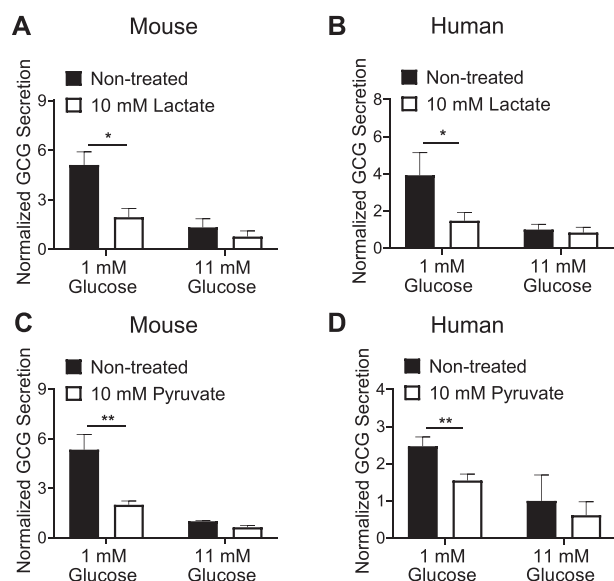 A
Mouse
Normalized GCG Secretion
Non-treated
10 mM Lactate
9
6
3
0
*
1 mM
Glucose
11 mM
Glucose
B
Human
Normalized GCG Secretion
Non-treated
10 mM Lactate
8
6
4
2
0
*
1 mM
Glucose
11 mM
Glucose
C
Mouse
Normalized GCG Secretion
Non-treated
10 mM Pyruvate
9
6
3
0
**
1 mM
Glucose
11 mM
Glucose
D
Human
Normalized GCG Secretion
Non-treated
10 mM Pyruvate
4
3
2
1
0
**
1 mM
Glucose
11 mM
Glucose